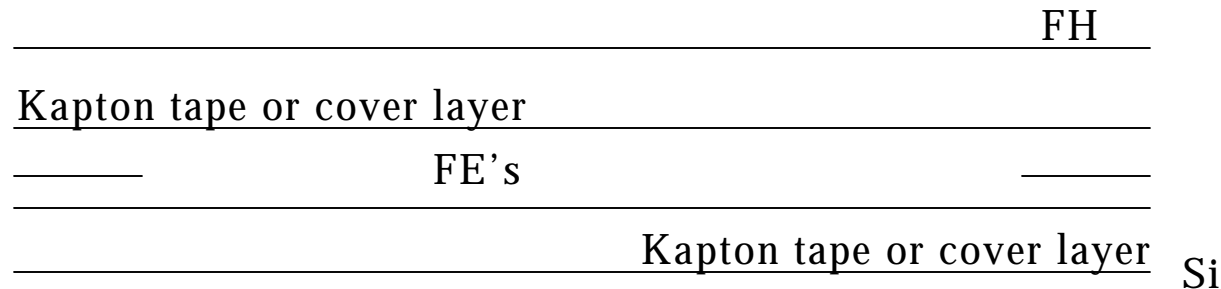 FH
Kapton tape or cover layer
FE’s
Kapton tape or cover layer
Si